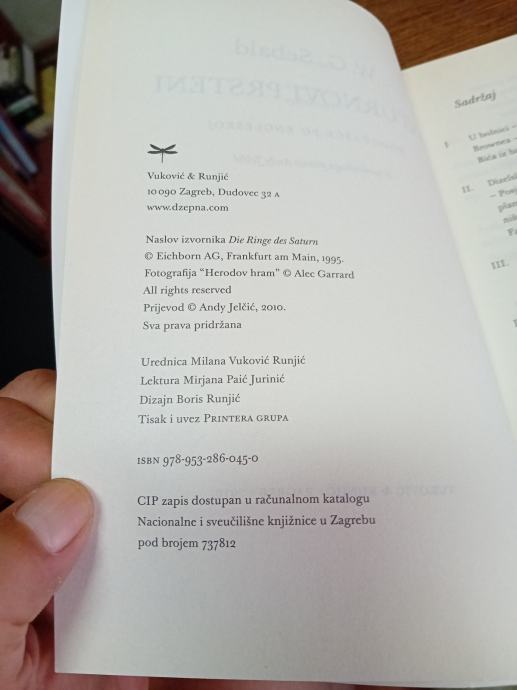 Vuković & Runjić
10 090 Zagreb, Dudovec 32 A
www.dzepna.com
Naslov izvornika Die Ringe des Saturn
© Eichborn AG, Frankfurt am Main, 1995.
Fotografija “Herodov hram” © Alec Garrard
All rights reserved
Prijevod © Andy Jelčić, 2010.
Sva prava pridržana
Urednica Milana Vuković Runjić
Lektura Mirjana Paić Jurinić
Dizajn Boris Runjić
Tisak i uvez PRINTERA GRUPA
ISBN 978-953-286-045-0
CIP zapis dostupan u računalnom katalogu
Nacionalne i sveučilišne knjižnice u Zagrebu
pod brojem 737812
Sadržaj
I
II.
III.